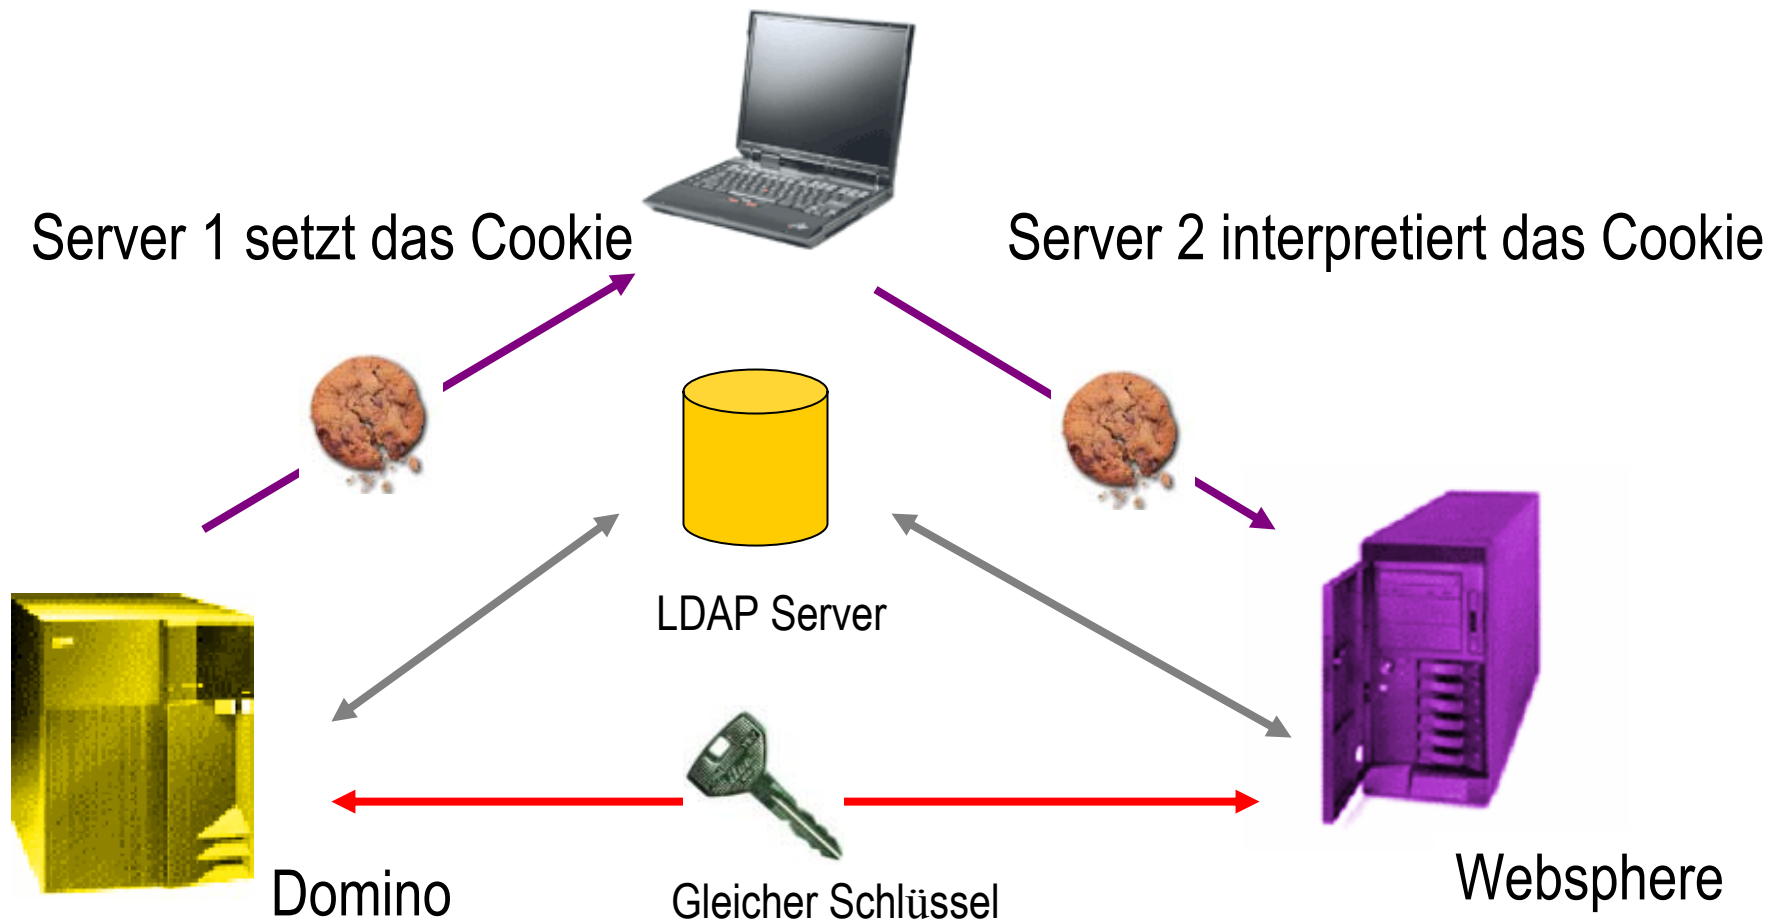 Server 1 setzt das Cookie
Server 2 interpretiert das Cookie
LDAP Server
Domino
Gleicher Schlüssel
Websphere